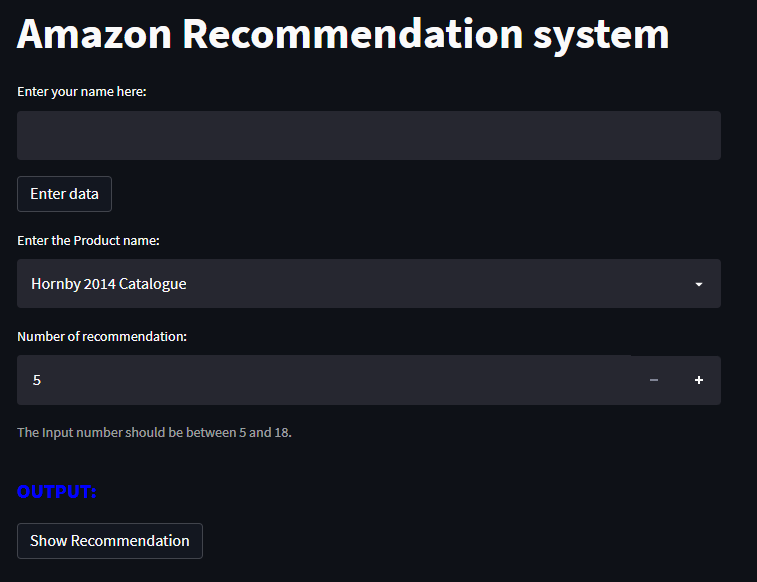 Amazon Recommendation system
Enter your name here:
Enter data
Enter the Product name:
Hornby 2014 Catalogue
Number of recommendation:
5
The Input number should be between 5 and 18.
OUTPUT:
Show Recommendation